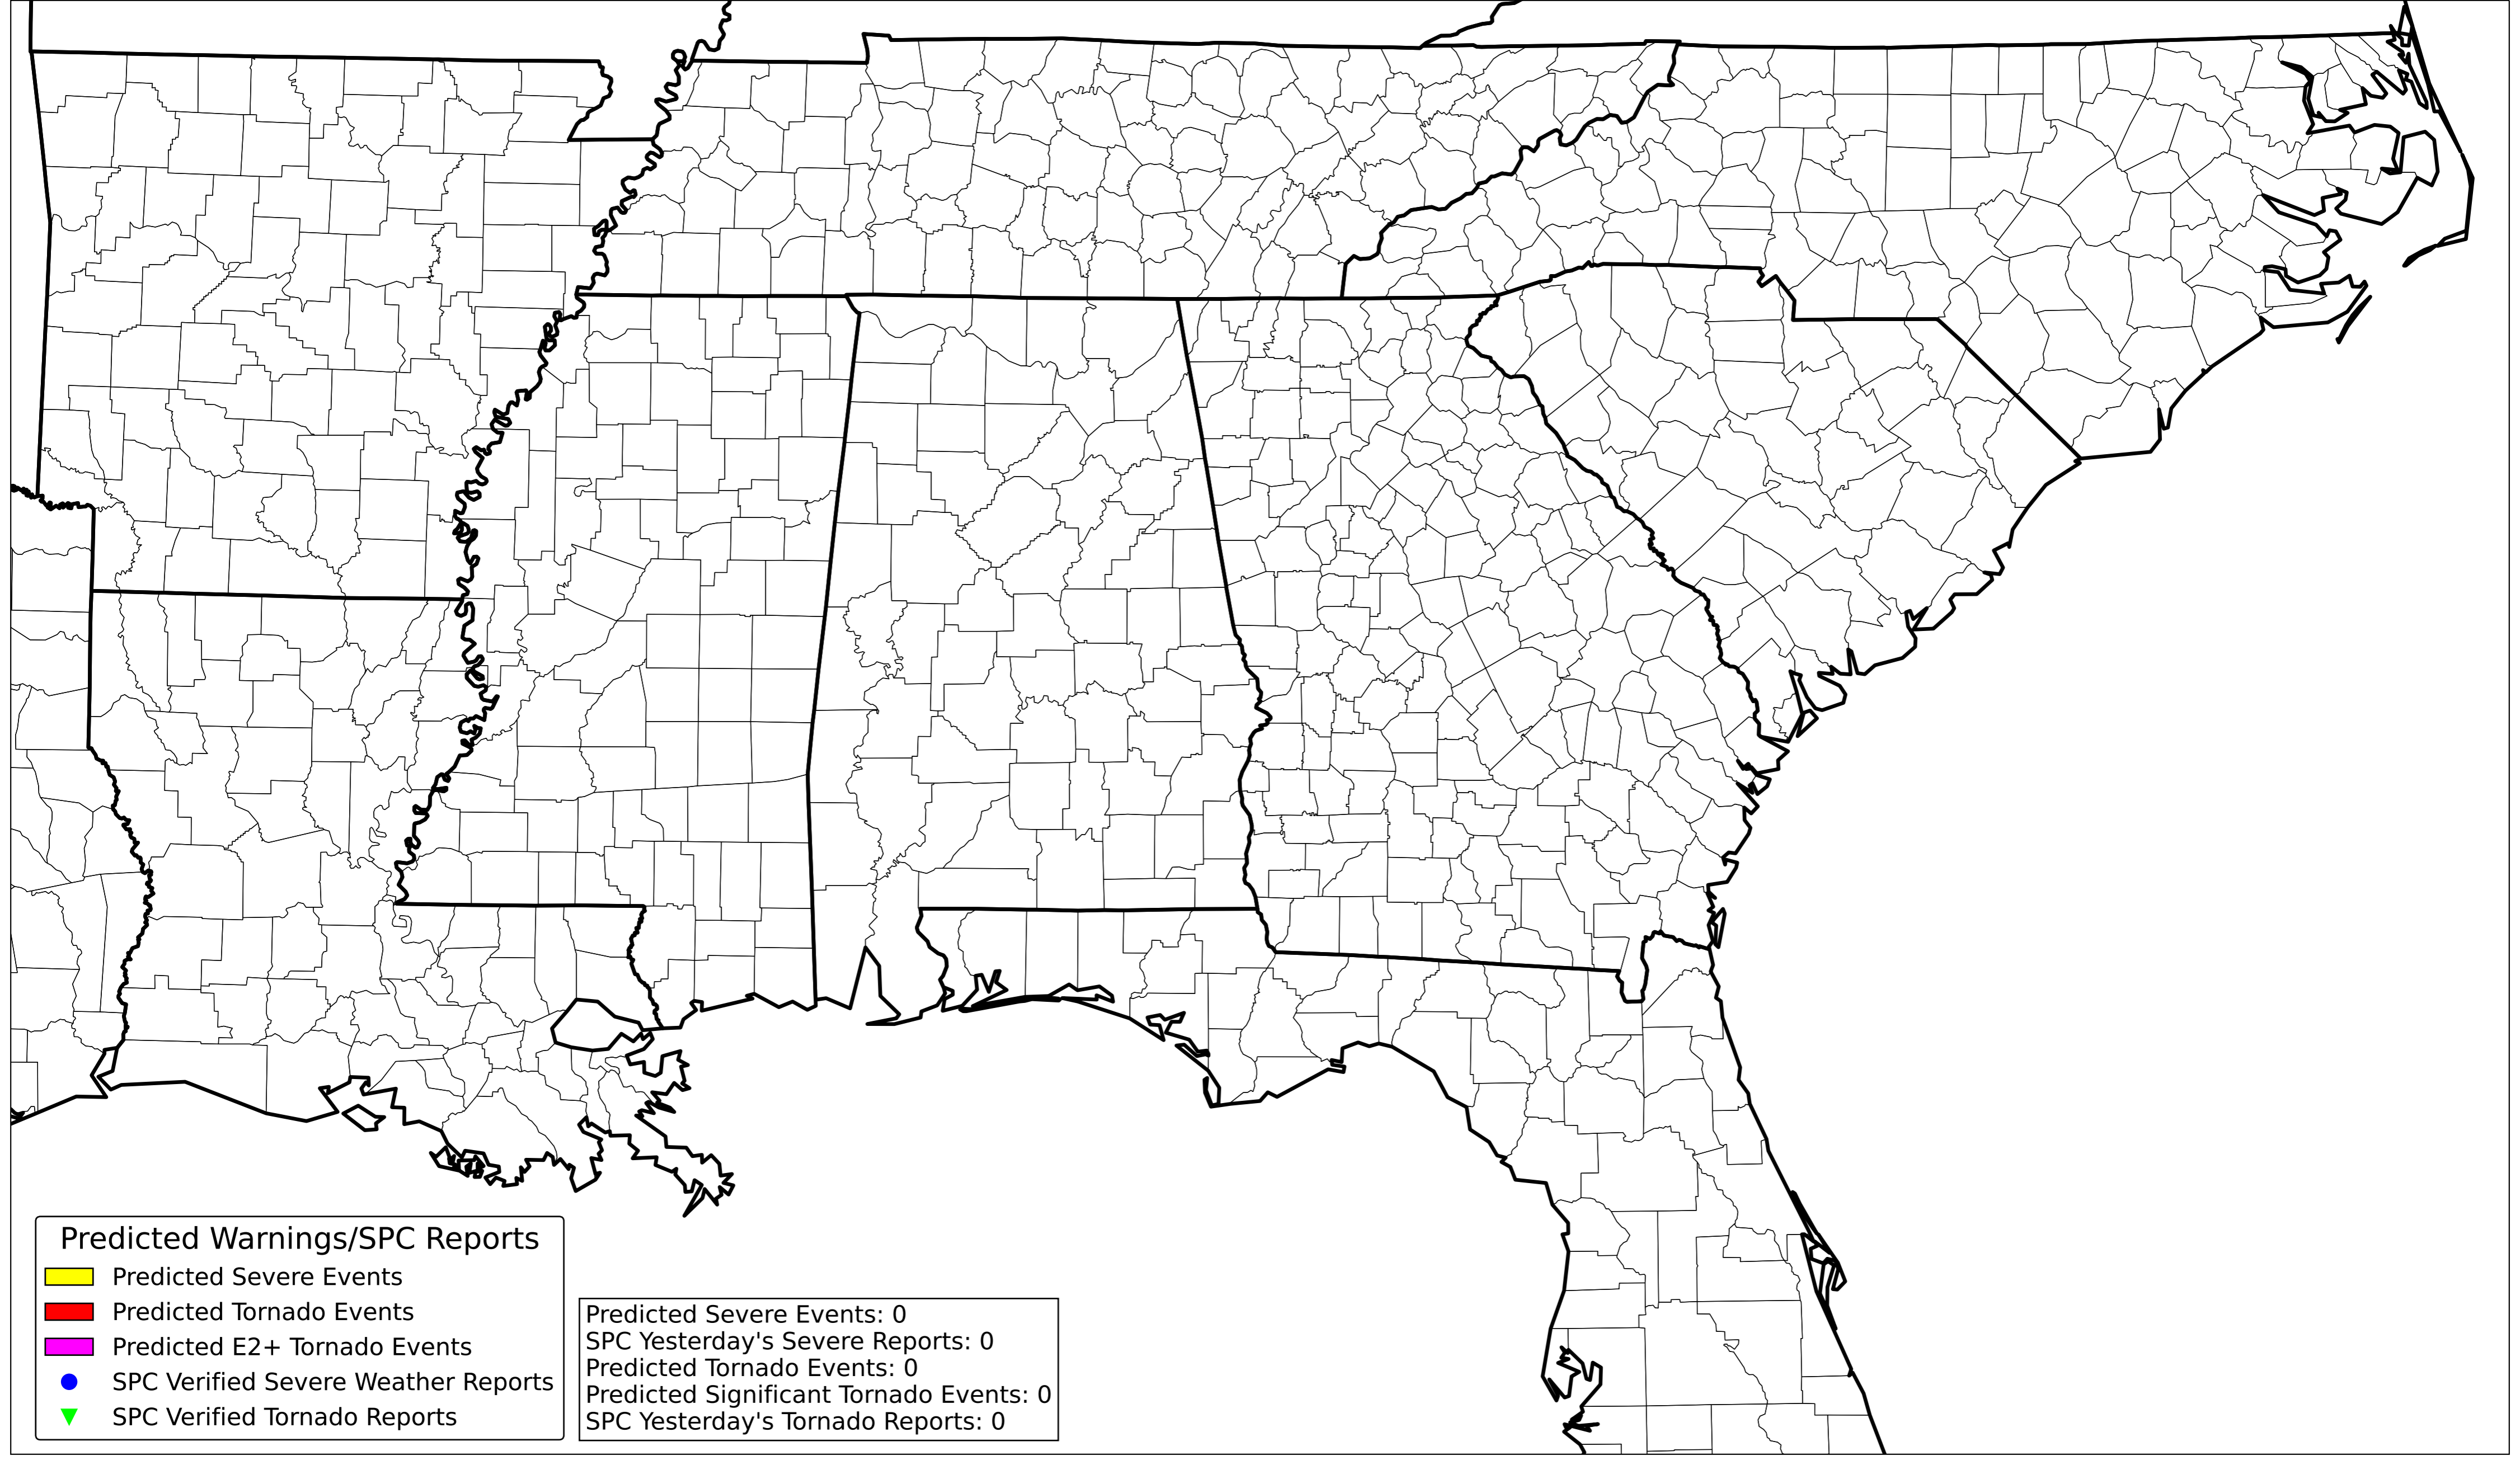 Predicted Warnings/SPC Reports
Predicted Severe Events
Predicted Tornado Events
Predicted E2+ Tornado Events
SPC Verified Severe Weather Reports
SPC Verified Tornado Reports
Predicted Severe Events: 0
SPC Yesterday's Severe Reports: 0
Predicted Tornado Events: 0
Predicted Significant Tornado Events: 0
SPC Yesterday's Tornado Reports: 0